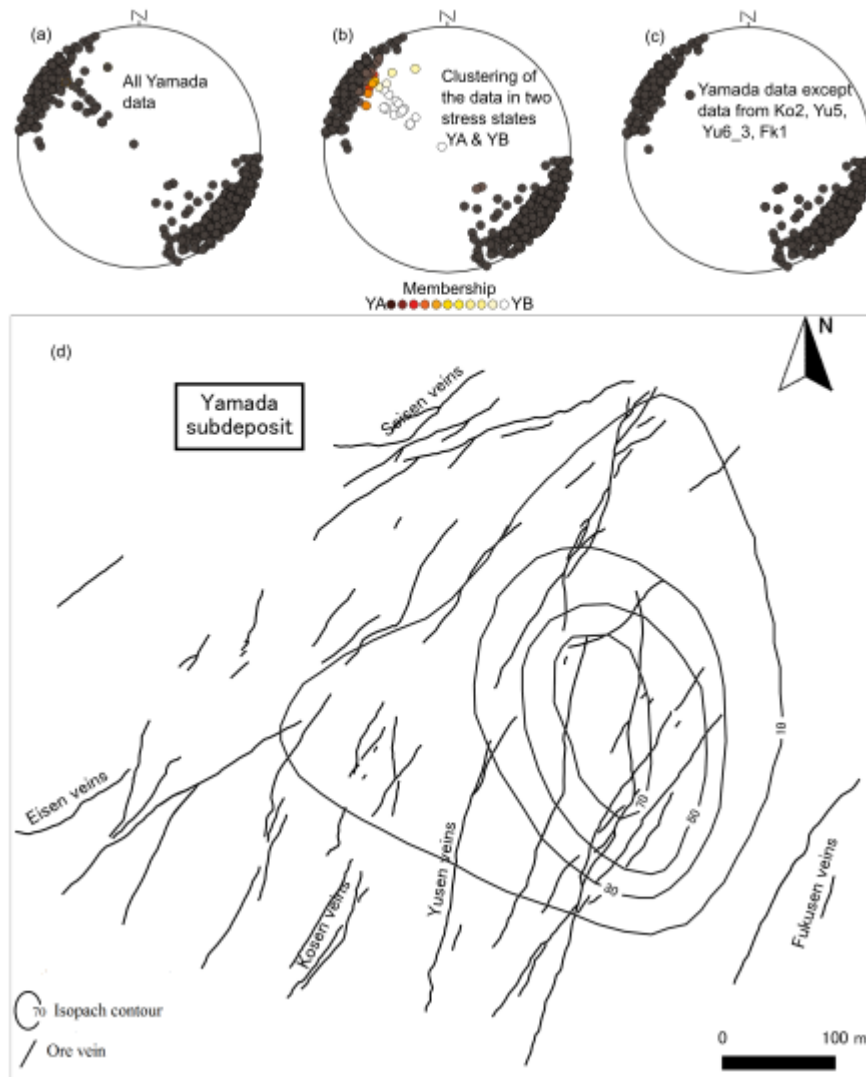 N
N
N
(a)
(b)
(c)
All Yamada
data
Clustering of
the data in two
stress states
YA & YB
Yamada data except
data from Ko2, Yu5,
Yu6_3, Fk1
Membership
YA
YB
(d)
N
Yamada
subdeposit
Seisen veins
10
Eisen veins
70
50
30
Kosen veins
Yusen veins
Fukusen veins
70 Isopach contour
Ore vein
0 100 m